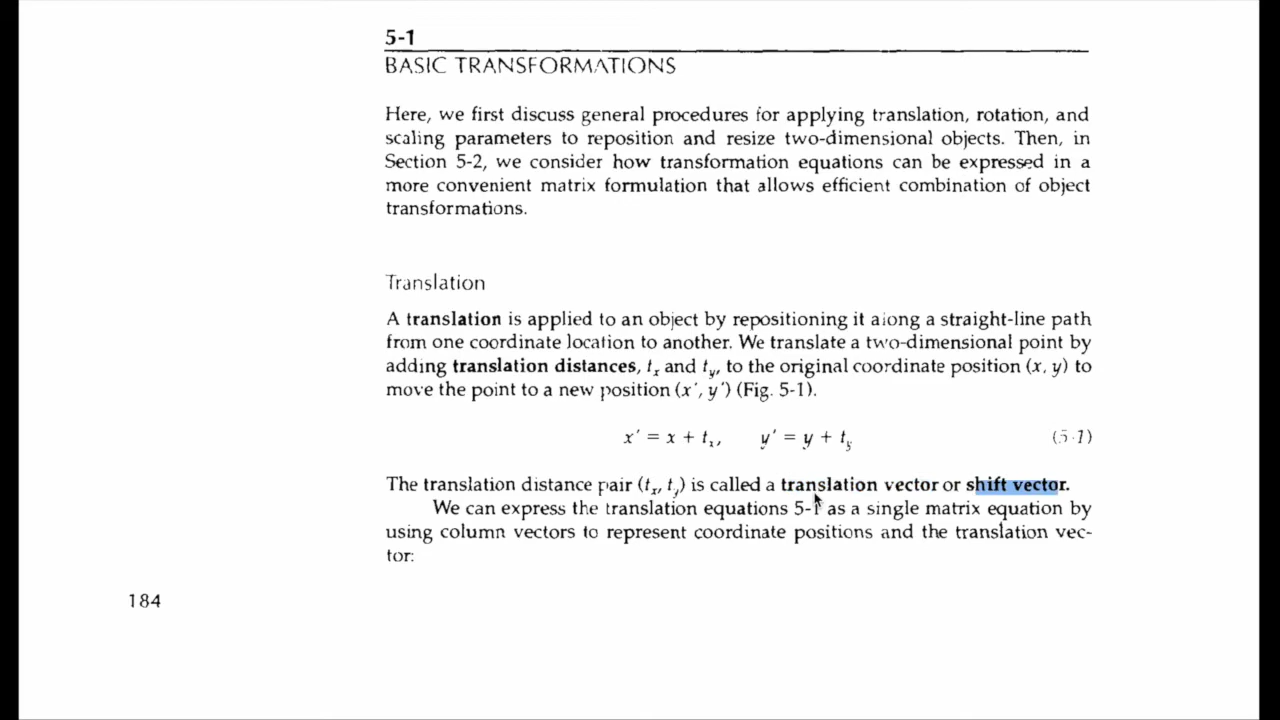 5-1
BASIC TRANSFORMATIONS
Here, we first discuss general procedures for applying translation, rotation, and
scaling parameters to reposition and resize two-dimensional objects. Then, in
Section 5-2, we consider how transformation equations can be expressed in a
more convenient matrix formulation that allows efficient combination of object
transformations.
Translation
A translation is applied to an object by repositioning it along a straight-line path
from one coordinate location to another. We translate a two-dimensional point by
adding translation distances, tₓ and t_y, to the original coordinate position (x, y) to
move the point to a new position (x′, y′) (Fig. 5-1).
x′ = x + tₓ, y′ = y + t_y (5-1)
The translation distance pair (tₓ, t_y) is called a translation vector or shift vector.
We can express the translation equations 5-1 as a single matrix equation by
using column vectors to represent coordinate positions and the translation vec-
tor:
184